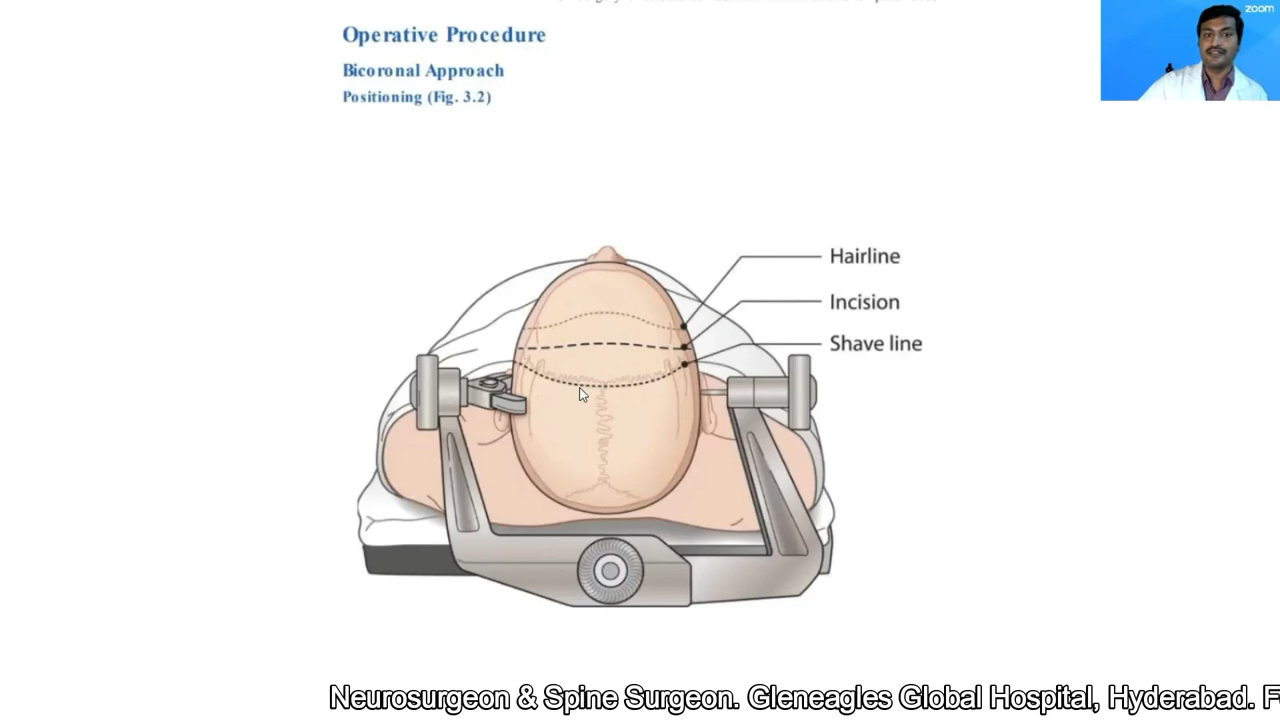 zoom
Operative Procedure
Bicoronal Approach
Positioning (Fig. 3.2)
Hairline
Incision
Shave line
Neurosurgeon & Spine Surgeon. Gleneagles Global Hospital, Hyderabad. F